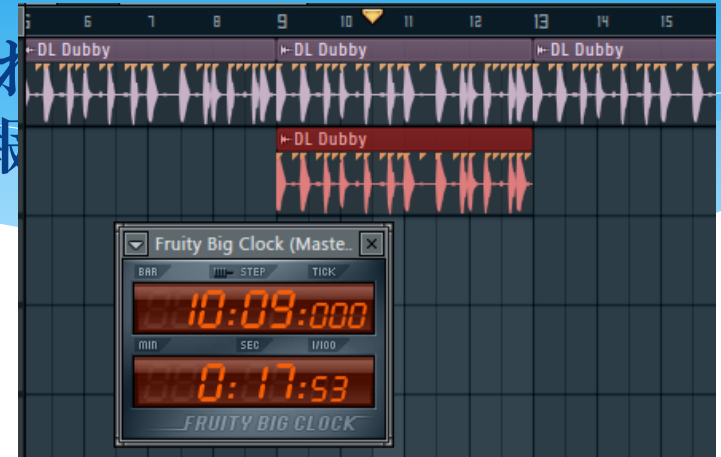 5 6 7 8 9 10 11 12 13 14 15
DL Dubby DL Dubby DL Dubby
DL Dubby
Fruity Big Clock (Maste..
BAR STEP TICK
10:09:000
MIN SEC 1/100
0:17:53
FRUITY BIG CLOCK